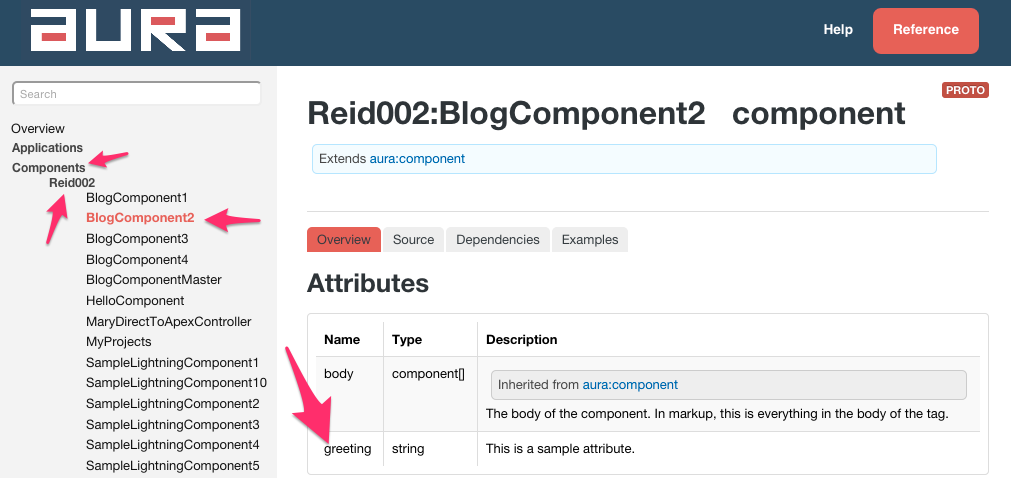 aura
Help
Reference
Search
Overview
Applications
Components
Reid002
BlogComponent1
BlogComponent2
BlogComponent3
BlogComponent4
BlogComponentMaster
HelloComponent
MaryDirectToApexController
MyProjects
SampleLightningComponent1
SampleLightningComponent10
SampleLightningComponent2
SampleLightningComponent3
SampleLightningComponent4
SampleLightningComponent5
PROTO
Reid002:BlogComponent2 component
Extends aura:component
Overview Source Dependencies Examples
Attributes
Name Type Description
body component[] Inherited from aura:component
The body of the component. In markup, this is everything in the body of the tag.
greeting string This is a sample attribute.